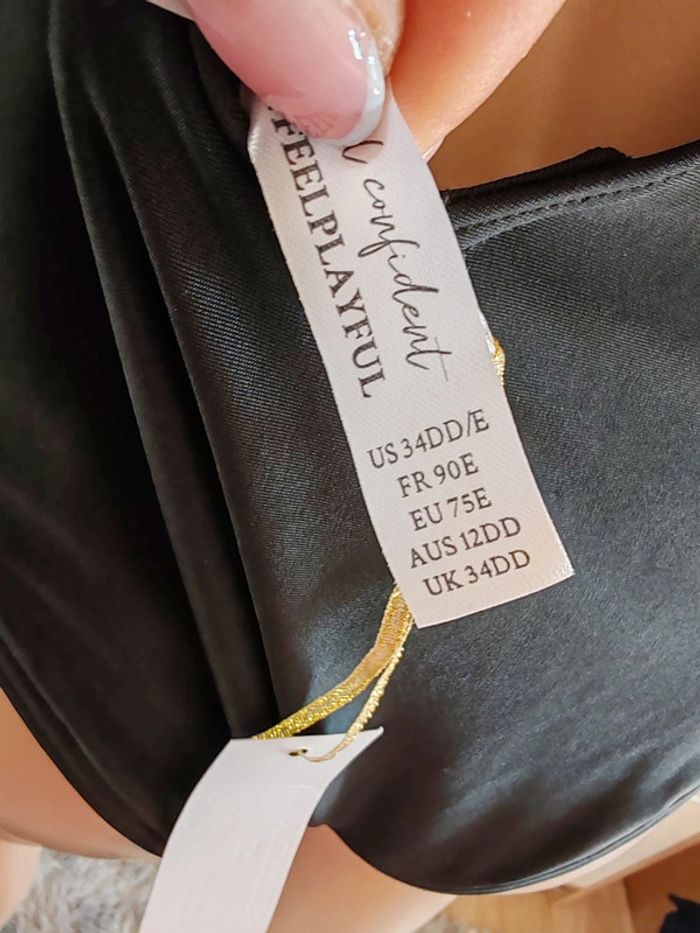 confident
FEELPLAYFUL
US 34DD/E
FR 90E
EU 75E
AUS 12DD
UK 34DD